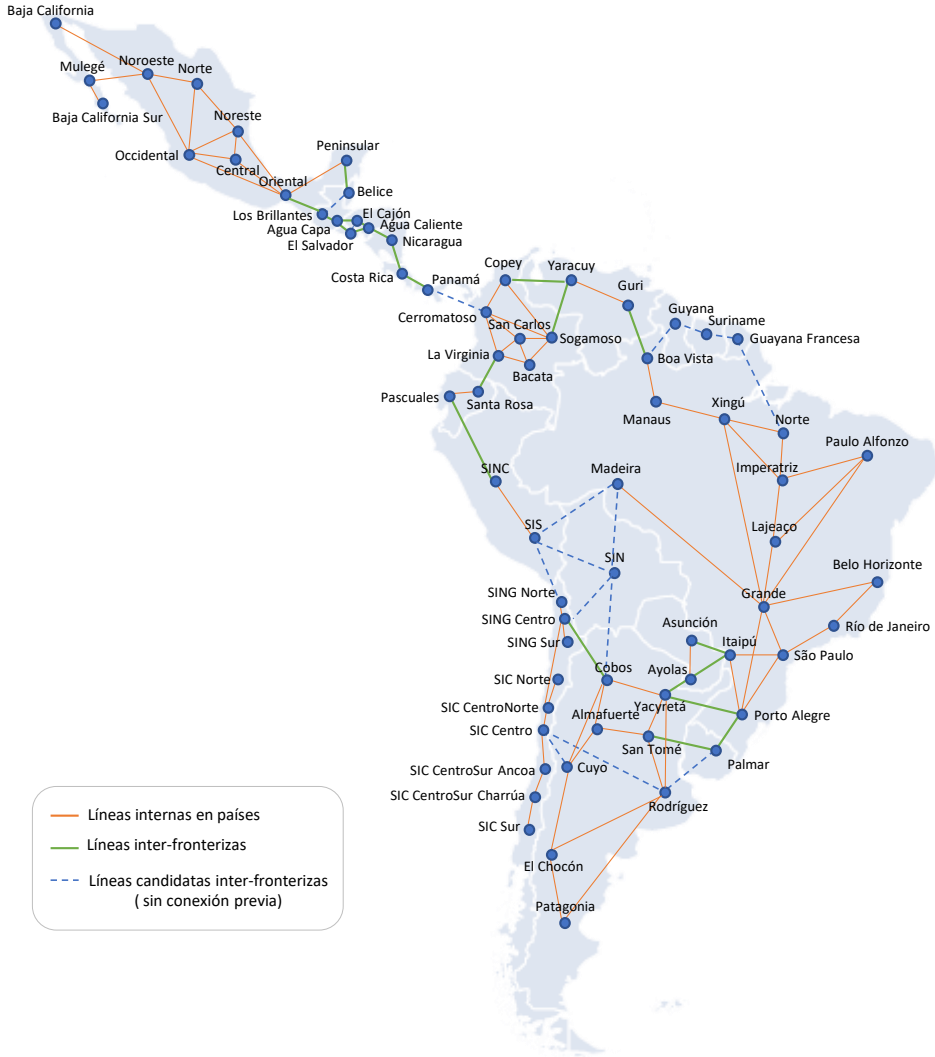 Baja California
Noroeste
Norte
Mulegé
Baja California Sur
Noreste
Occidental
Central
Peninsular
Oriental
Belice
Los Brillantes
El Cajón
Agua Capa
Agua Caliente
El Salvador
Nicaragua
Costa Rica
Panamá
Copey
Yaracuy
Guri
Guyana
Suriname
Guayana Francesa
Cerromatoso
San Carlos
Sogamoso
La Virginia
Bacata
Boa Vista
Pascuales
Santa Rosa
Manaus
Xingú
Norte
Paulo Alfonzo
SINC
Madeira
Imperatriz
SIS
Lajeaço
SIN
Belo Horizonte
SING Norte
Grande
SING Centro
Asunción
Río de Janeiro
SING Sur
Itaipú
São Paulo
SIC Norte
Cobos
Ayolas
Yacyretá
SIC CentroNorte
Almafuerte
Porto Alegre
SIC Centro
San Tomé
Palmar
SIC CentroSur Ancoa
Cuyo
SIC CentroSur Charrúa
Rodríguez
SIC Sur
El Chocón
Patagonia
Líneas internas en países
Líneas inter-fronterizas
Líneas candidatas inter-fronterizas
( sin conexión previa)